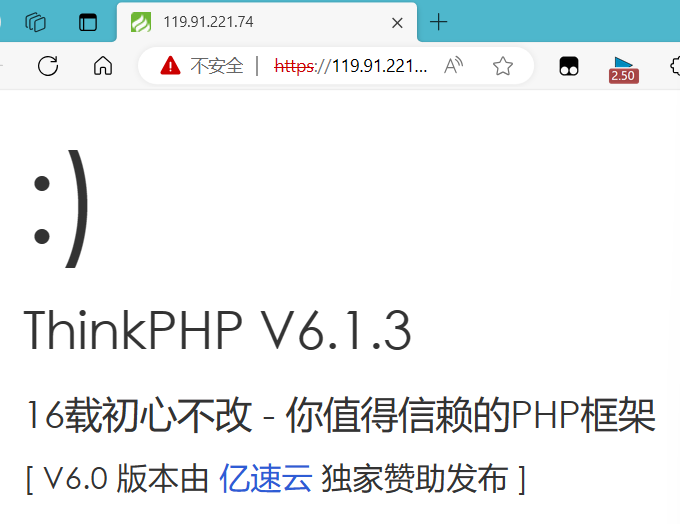 119.91.221.74
不安全 | https://119.91.221...
2.50
:)
ThinkPHP V6.1.3
16载初心不改 - 你值得信赖的PHP框架
[ V6.0 版本由 亿速云 独家赞助发布 ]